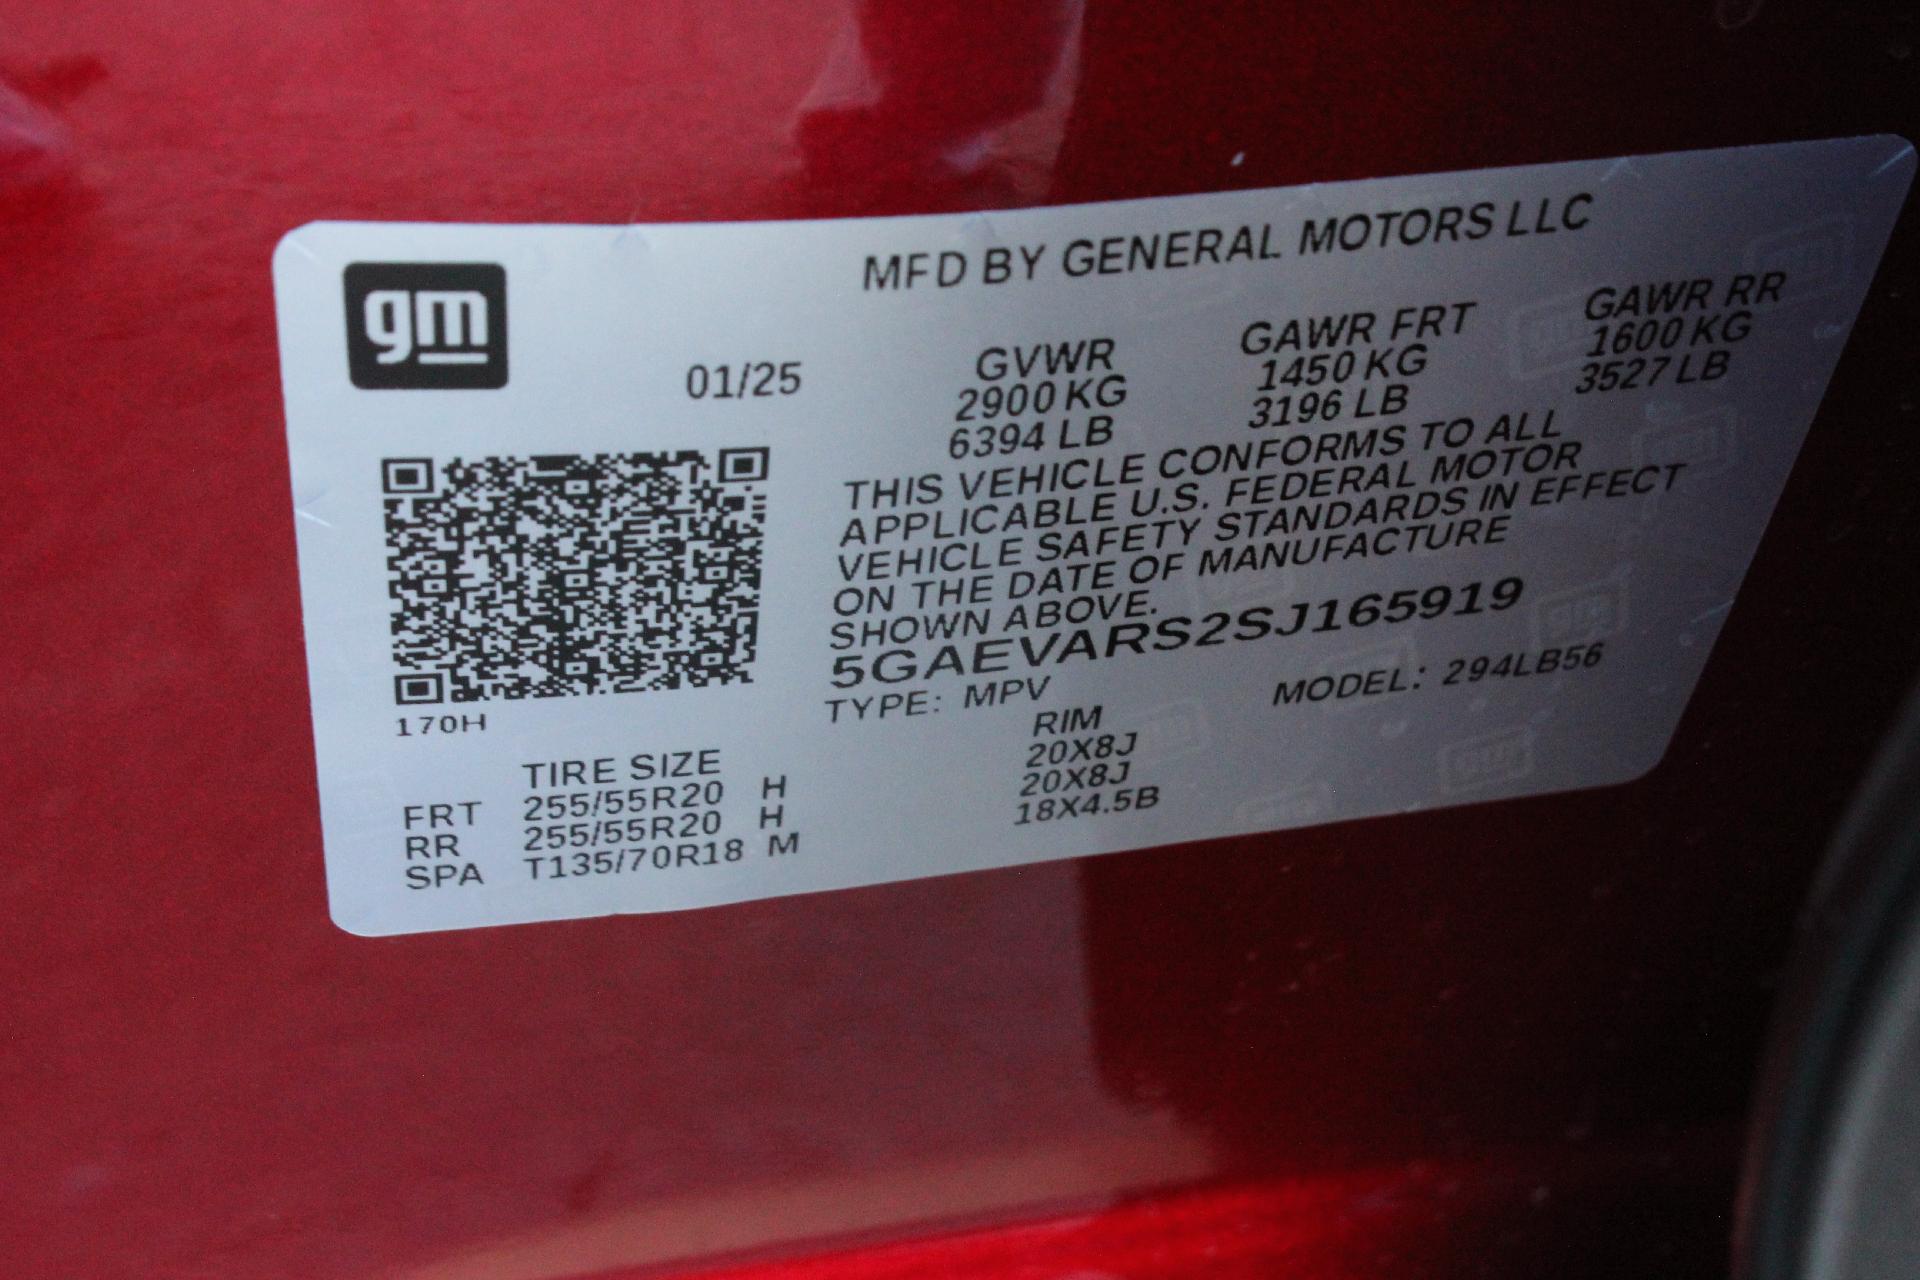 gm
MFD BY GENERAL MOTORS LLC
01/25
GVWR GAWR FRT GAWR RR
2900 KG 1450 KG 1600 KG
6394 LB 3196 LB 3527 LB
THIS VEHICLE CONFORMS TO ALL
APPLICABLE U.S. FEDERAL MOTOR
VEHICLE SAFETY STANDARDS IN EFFECT
ON THE DATE OF MANUFACTURE
SHOWN ABOVE.
5GAEVARS2SJ165919
TYPE: MPV MODEL: 294LB56
170H
TIRE SIZE RIM
FRT 255/55R20 H 20X8J
RR 255/55R20 H 20X8J
SPA T135/70R18 M 18X4.5B